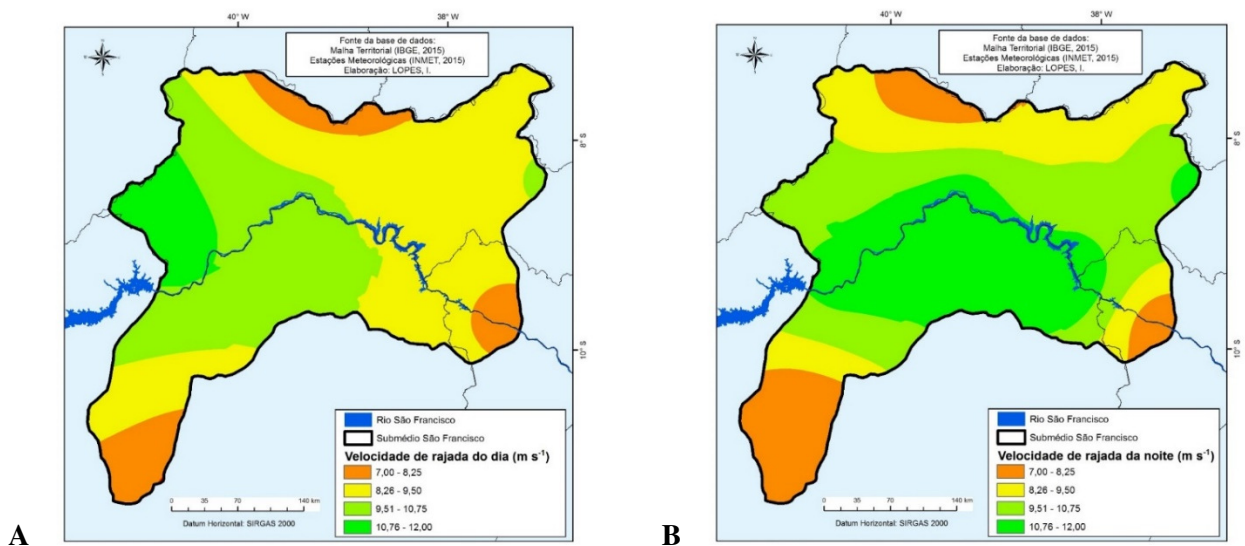 40° W
38° W
Fonte da base de dados:
Malha Territorial (IBGE, 2015)
Estações Meteorológicas (INMET, 2015)
Elaboração: LOPES, I.
8° S
10° S
Rio São Francisco
Submédio São Francisco
Velocidade de rajada do dia (m s⁻¹)
7,00 - 8,25
8,26 - 9,50
9,51 - 10,75
10,76 - 12,00
0 35 70 140 km
Datum Horizontal: SIRGAS 2000
A
40° W
38° W
Fonte da base de dados:
Malha Territorial (IBGE, 2015)
Estações Meteorológicas (INMET, 2015)
Elaboração: LOPES, I.
8° S
10° S
Rio São Francisco
Submédio São Francisco
Velocidade de rajada da noite (m s⁻¹)
7,00 - 8,25
8,26 - 9,50
9,51 - 10,75
10,76 - 12,00
0 35 70 140 km
Datum Horizontal: SIRGAS 2000
B